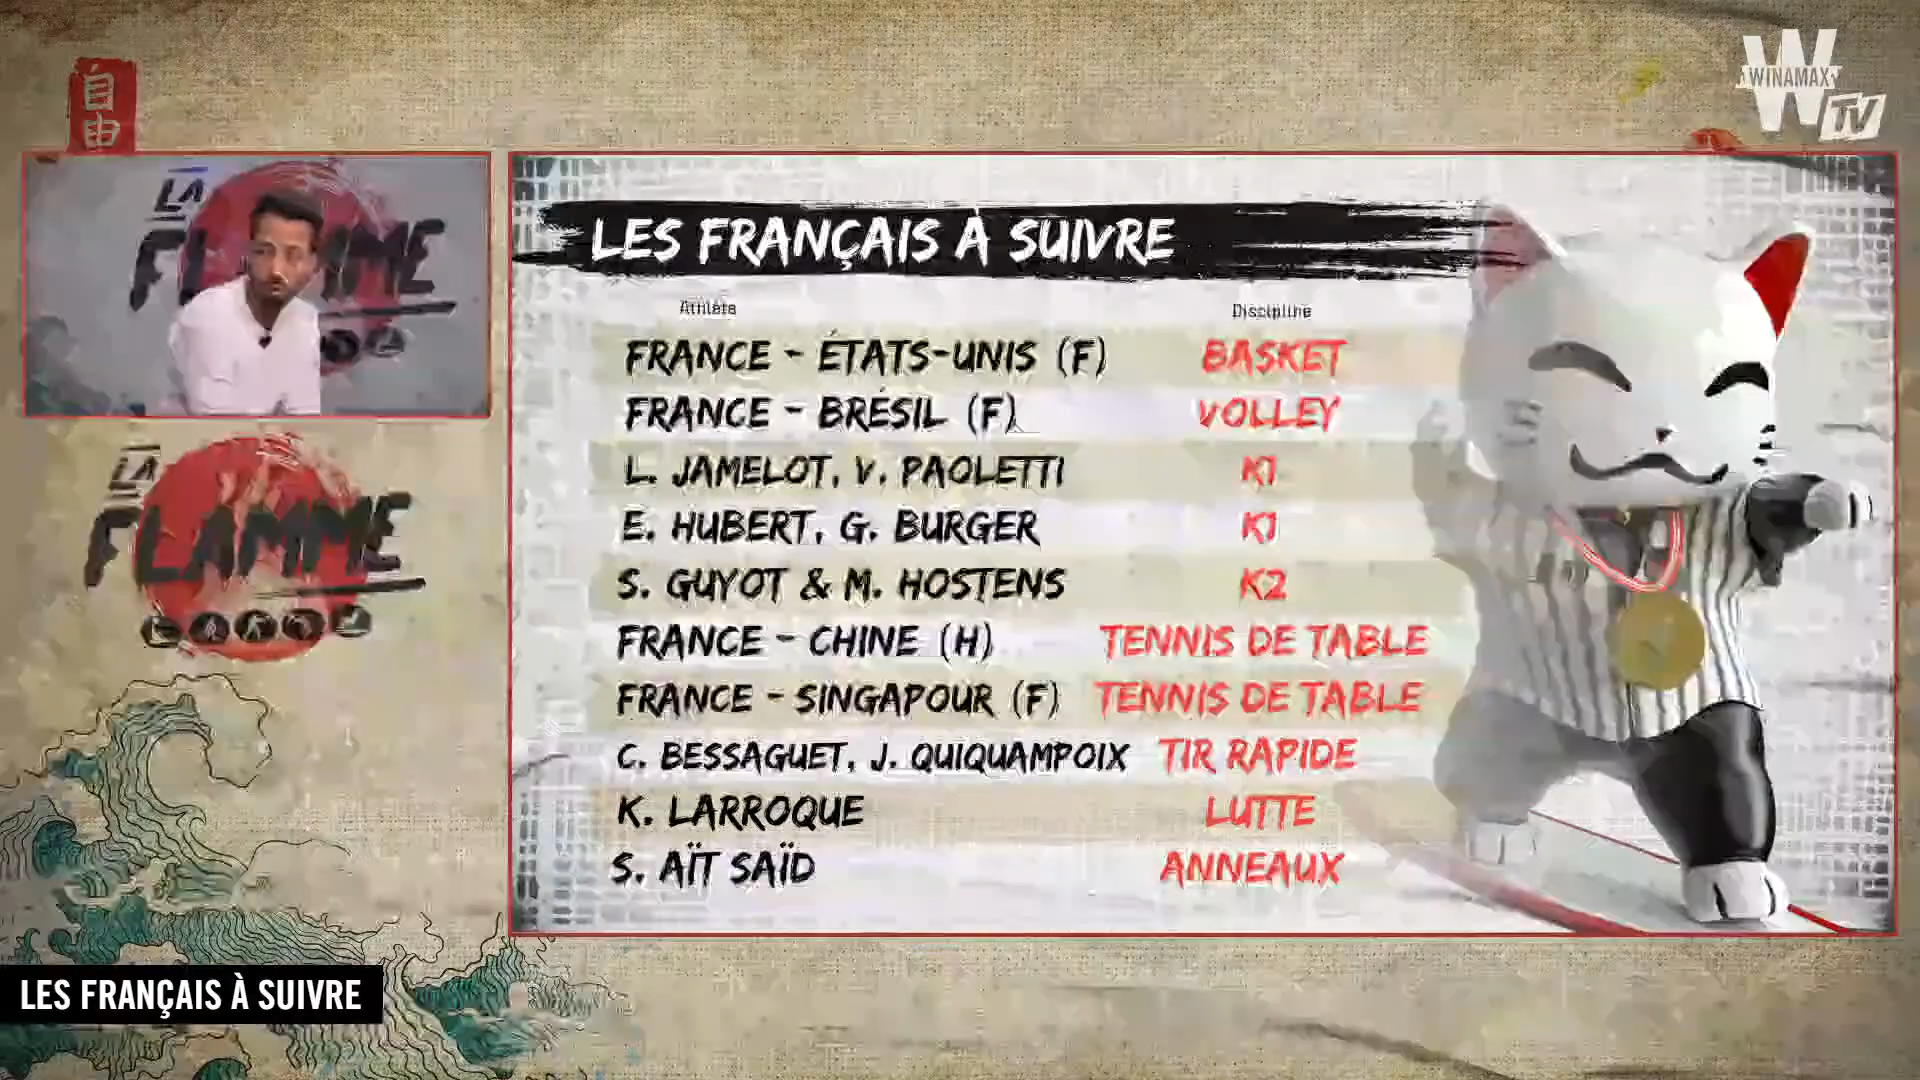 自由
WINAMAX
TV
LA
FLAMME
LA
FLAMME
LES FRANÇAIS À SUIVRE
Athlète
Discipline
FRANCE - ÉTATS-UNIS (F) BASKET
FRANCE - BRÉSIL (F) VOLLEY
L. JAMELOT, V. PAOLETTI K1
E. HUBERT, G. BURGER K1
S. GUYOT & M. HOSTENS K2
FRANCE - CHINE (H) TENNIS DE TABLE
FRANCE - SINGAPOUR (F) TENNIS DE TABLE
C. BESSAGUET, J. QUIQUAMPOIX TIR RAPIDE
K. LARROQUE LUTTE
S. AÏT SAÏD ANNEAUX
LES FRANÇAIS À SUIVRE